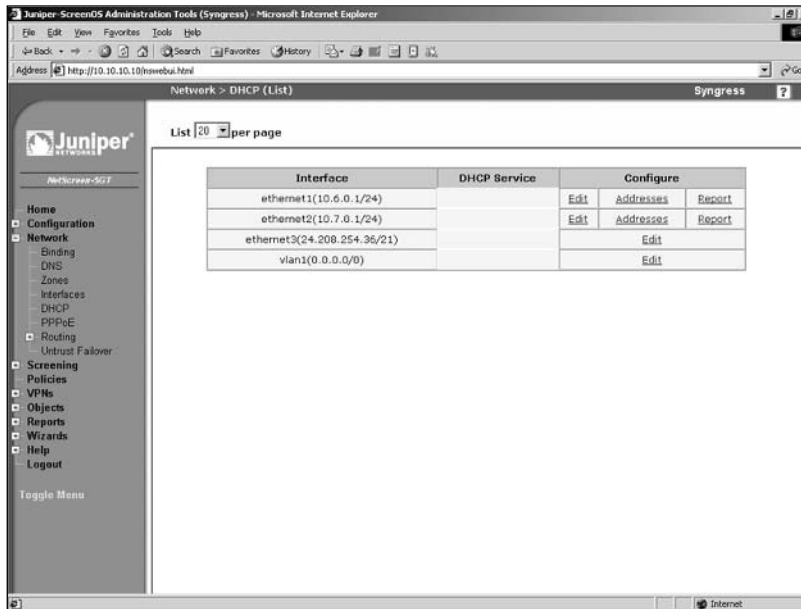 Juniper-ScreenOS Administration Tools (Syngress) - Microsoft Internet Explorer
File Edit View Favorites Tools Help
Back Search Favorites History
Address http://10.10.10.10/nswebui.html Go
Network > DHCP (List) Syngress ?
Juniper
NETWORKS
NetScreen-5GT
Home
Configuration
Network
Binding
DNS
Zones
Interfaces
DHCP
PPPoE
Routing
Untrust Failover
Screening
Policies
VPNs
Objects
Reports
Wizards
Help
Logout
Toggle Menu
List 20 per page
Interface DHCP Service Configure
ethernet1(10.6.0.1/24) Edit Addresses Report
ethernet2(10.7.0.1/24) Edit Addresses Report
ethernet3(24.208.254.36/21) Edit
vlan1(0.0.0.0/0) Edit
Internet